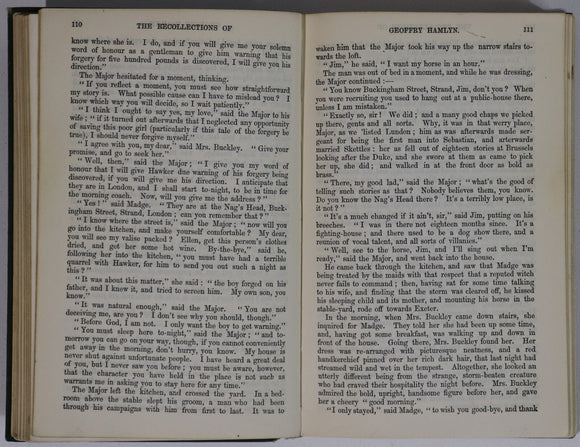 110 THE RECOLLECTIONS OF
know where she is. I do, and if you will give me your solemn
word of honour as a gentleman to give him warning that his
forgery for five hundred pounds is discovered, I will give you his
direction."
The Major hesitated for a moment, thinking.
"If you reflect a moment, you must see how straightforward
my story is. What possible cause can I have to mislead you? I
know which way you will decide, so I wait patiently."
"I think I ought to say yes, my love," said the Major to his
wife; "if it turned out afterwards that I neglected any opportunity
of saving this poor girl (particularly if this tale of the forgery be
true), I should never forgive myself."
"I agree with you, my dear," said Mrs. Buckley. "Give your
promise, and go to seek her."
"Well, then," said the Major; "I give you my word of
honour that I will give Hawker due warning of his forgery being
discovered, if you will give me his direction. I anticipate that
they are in London, and I shall start to-night, to be in time for
the morning coach. Now, will you give me the address?"
"Yes!" said Madge. "They are at the Nag's Head, Buck-
ingham Street, Strand, London; can you remember that?"
"I know where the street is," said the Major; "now will you
go into the kitchen, and make yourself comfortable? My dear,
you will see my valise packed? Ellen, get this person's clothes
dried, and get her some hot wine. By-the-bye," said he,
following her into the kitchen, "you must have had a terrible
quarrel with Hawker, for him to send you out such a night as
this?"
"It was about this matter," she said: "the boy forged on his
father, and I knew it, and tried to screen him. My own son, you
know."
"It was natural enough," said the Major. "You are not
deceiving me, are you? I don't see why you should, though."
"Before God, I am not. I only want the boy to get warning."
"You must sleep here to-night," said the Major; "and to-
morrow you can go on your way, though, if you cannot conveniently
get away in the morning, don't hurry, you know. My house is
never shut against unfortunate people. I have heard a great deal
of you, but I never saw you before; you must be aware, however,
that the character you have held in the place is not such as
warrants me in asking you to stay here for any time."
The Major left the kitchen, and crossed the yard. In a bed-
room above the stable slept his groom, a man who had been
through his campaigns with him from first to last. It was to
GEOFFRY HAMLYN. 111
waken him that the Major took his way up the narrow stairs to-
wards the loft.
"Jim," he said, "I want my horse in an hour."
The man was out of bed in a moment, and while he was dressing,
the Major continued:—
"You know Buckingham Street, Strand, Jim, don't you? When
you were recruiting you used to hang out at a public-house there,
unless I am mistaken."
"Exactly so, sir! We did; and a many good chaps we picked
up there, gents and all sorts. Why, it was in that werry place,
Major, as we 'listed Lundon; him as was afterwards made ser-
geant for being the first man into Sebastian, and arterwards
married Skettles: her as fell out of eighteen stories at Brussels
looking after the Duke, and she swore at them as came to pick
her up, she did; and walked in at the front door as bold as
brass."
"There, my good lad," said the Major; "what's the good of
telling such stories as that? Nobody believes them, you know.
Do you know the Nag's Head there? It's a terribly low place, is
it not?"
"It's a much changed if it ain't, sir," said Jim, putting on his
breeches. "I was in there not eighteen months since. It's a
fighting-house; and there used to be a dog show there, and a
reunion of vocal talent, and all sorts of villanies."
"Well, see to the horse, Jim, and I'll sing out when I'm
ready," said the Major, and went back into the house.
He came back through the kitchen, and saw that Madge was
being treated by the maids with that respect that a reputed witch
never fails to command; then, having sat for some time talking
to his wife, and finding that the storm was cleared off, he kissed
his sleeping child and its mother, and mounting his horse in the
stable-yard, rode off towards Exeter.
In the morning, when Mrs. Buckley came down stairs, she
inquired for Madge. They told her she had been up some time,
and, having got some breakfast, was walking up and down in
front of the house. Going there, Mrs. Buckley found her. Her
dress was re-arranged with picturesque neatness, and a red
handkerchief pinned over her rich dark hair, that last night had
streamed wild and wet in the tempest. Altogether, she looked an
utterly different being from the strange, storm-beaten creature
who had craved their hospitality the night before. Mrs. Buckley
admired the bold, upright, handsome figure before her, and gave
her a cheery "good morning."
"I only stayed," said Madge, "to wish you good-bye, and thank